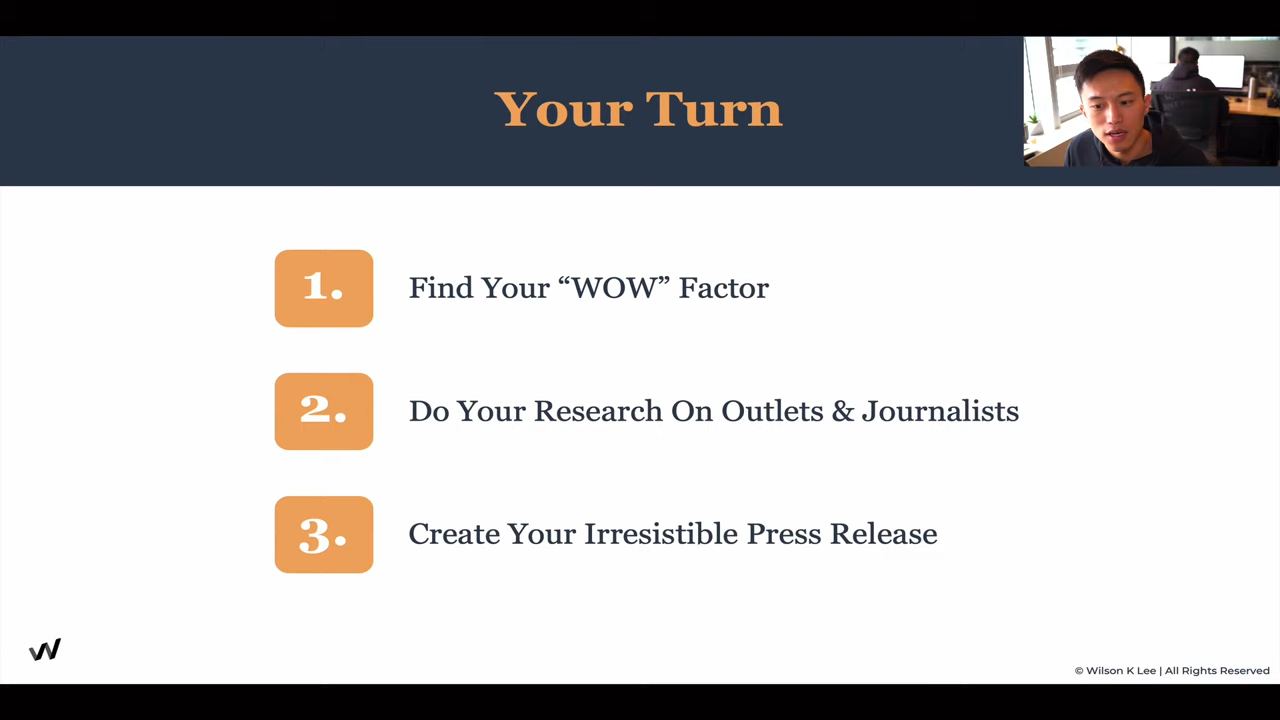 Your Turn
1. Find Your “WOW” Factor
2. Do Your Research On Outlets & Journalists
3. Create Your Irresistible Press Release
W
© Wilson K Lee | All Rights Reserved